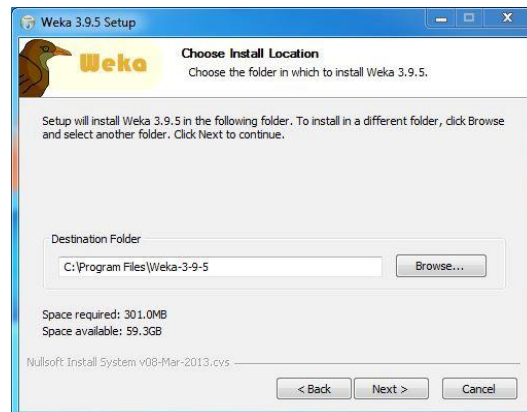 Weka 3.9.5 Setup
Weka
Choose Install Location
Choose the folder in which to install Weka 3.9.5.
Setup will install Weka 3.9.5 in the following folder. To install in a different folder, click Browse
and select another folder. Click Next to continue.
Destination Folder
C:\Program Files\Weka-3-9-5
Browse...
Space required: 301.0MB
Space available: 59.3GB
Nullsoft Install System v08-Mar-2013.cvs
< Back
Next >
Cancel